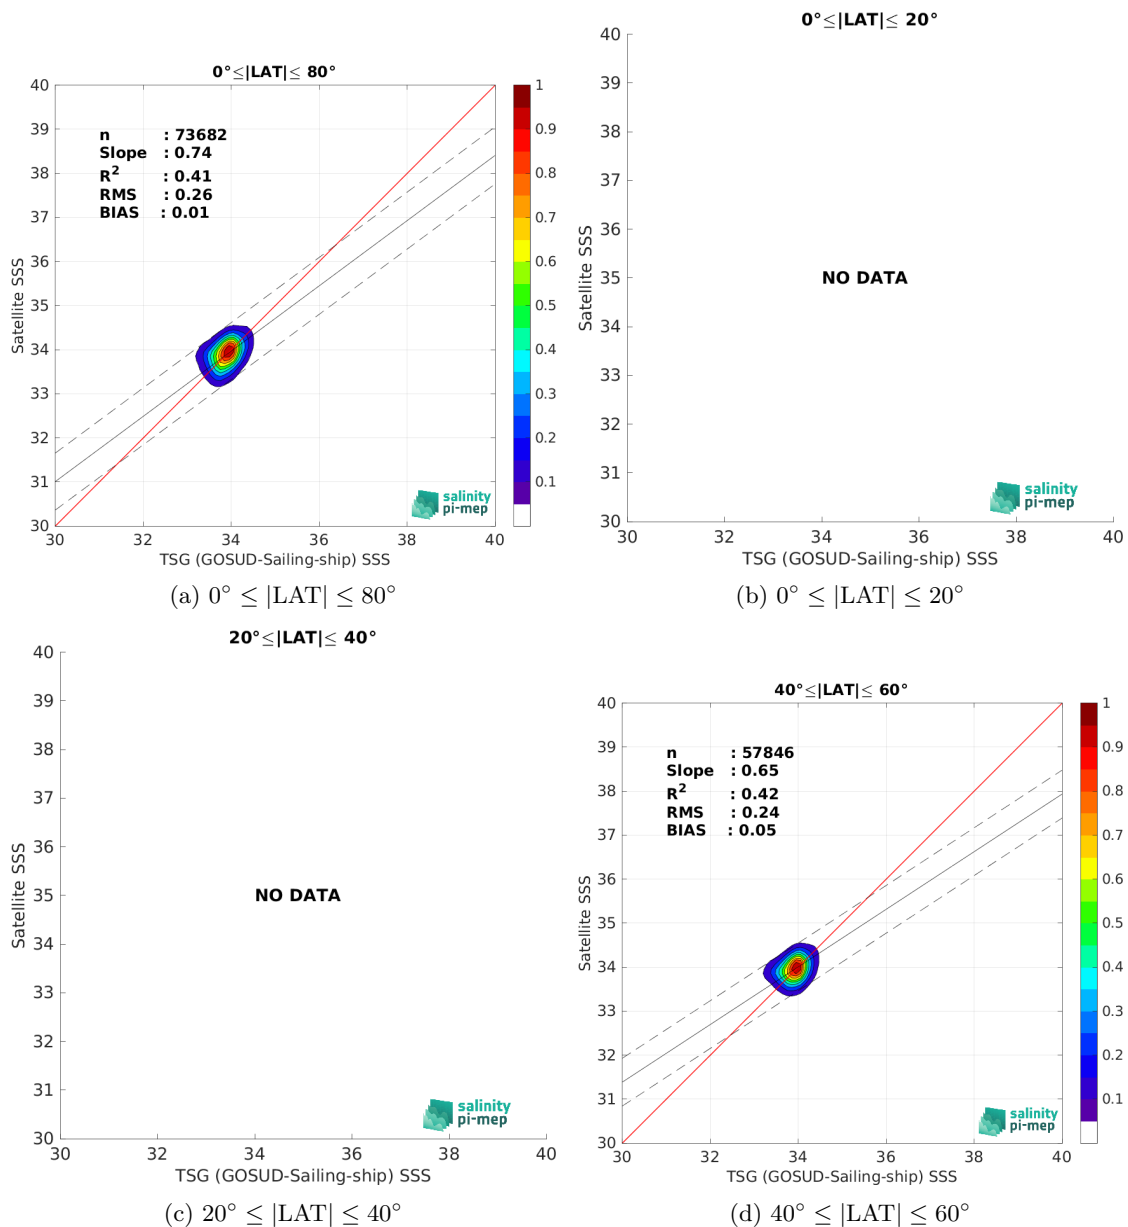 0°≤|LAT|≤ 80°
n : 73682
Slope : 0.74
R² : 0.41
RMS : 0.26
BIAS : 0.01
40
39
38
37
36
35
34
33
32
31
30
30 32 34 36 38 40
Satellite SSS
TSG (GOSUD-Sailing-ship) SSS
1
0.9
0.8
0.7
0.6
0.5
0.4
0.3
0.2
0.1
salinity
pi-mep
(a) 0° ≤ |LAT| ≤ 80°
0°≤|LAT|≤ 20°
40
39
38
37
36
35
34
33
32
31
30
30 32 34 36 38 40
Satellite SSS
NO DATA
TSG (GOSUD-Sailing-ship) SSS
salinity
pi-mep
(b) 0° ≤ |LAT| ≤ 20°
20°≤|LAT|≤ 40°
40
39
38
37
36
35
34
33
32
31
30
30 32 34 36 38 40
Satellite SSS
NO DATA
TSG (GOSUD-Sailing-ship) SSS
salinity
pi-mep
(c) 20° ≤ |LAT| ≤ 40°
40°≤|LAT|≤ 60°
n : 57846
Slope : 0.65
R² : 0.42
RMS : 0.24
BIAS : 0.05
40
39
38
37
36
35
34
33
32
31
30
30 32 34 36 38 40
Satellite SSS
TSG (GOSUD-Sailing-ship) SSS
1
0.9
0.8
0.7
0.6
0.5
0.4
0.3
0.2
0.1
salinity
pi-mep
(d) 40° ≤ |LAT| ≤ 60°